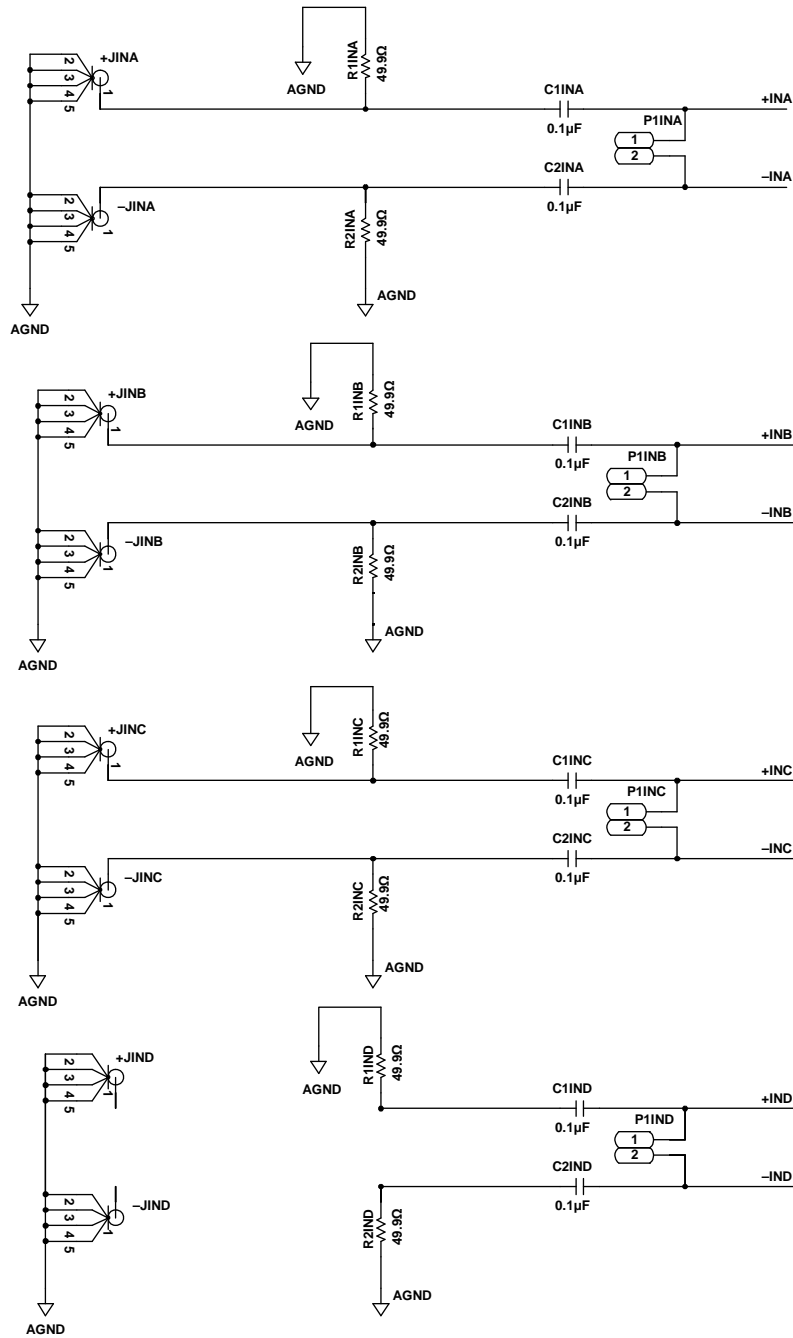 +JINA
2
3
4
5
1
AGND
R1INA
49.9Ω
C1INA
0.1µF
P1INA
1
2
+INA
–JINA
2
3
4
5
1
C2INA
0.1µF
–INA
R2INA
49.9Ω
AGND
AGND
+JINB
2
3
4
5
1
AGND
R1INB
49.9Ω
C1INB
0.1µF
P1INB
1
2
+INB
–JINB
2
3
4
5
1
C2INB
0.1µF
–INB
R2INB
49.9Ω
AGND
AGND
+JINC
2
3
4
5
1
AGND
R1INC
49.9Ω
C1INC
0.1µF
P1INC
1
2
+INC
–JINC
2
3
4
5
1
C2INC
0.1µF
–INC
R2INC
49.9Ω
AGND
AGND
+JIND
2
3
4
5
1
AGND
R1IND
49.9Ω
C1IND
0.1µF
P1IND
1
2
+IND
–JIND
2
3
4
5
1
C2IND
0.1µF
–IND
R2IND
49.9Ω
AGND
AGND